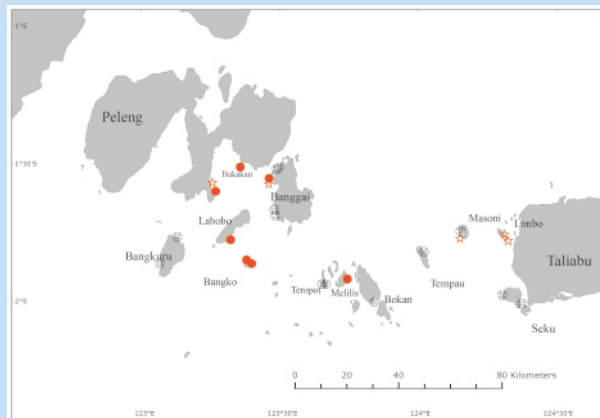 1°S
Peleng
1°30'S
Bukakan
Banggai
Labobo
Masoni
Limbo
Bangkuru
Taliabu
Bangko
Tempau
Teropot
Melilis
Bokan
2°S
Seku
0 20 40 80 Kilometers
123°E 123°30'E 124°E 124°30'E